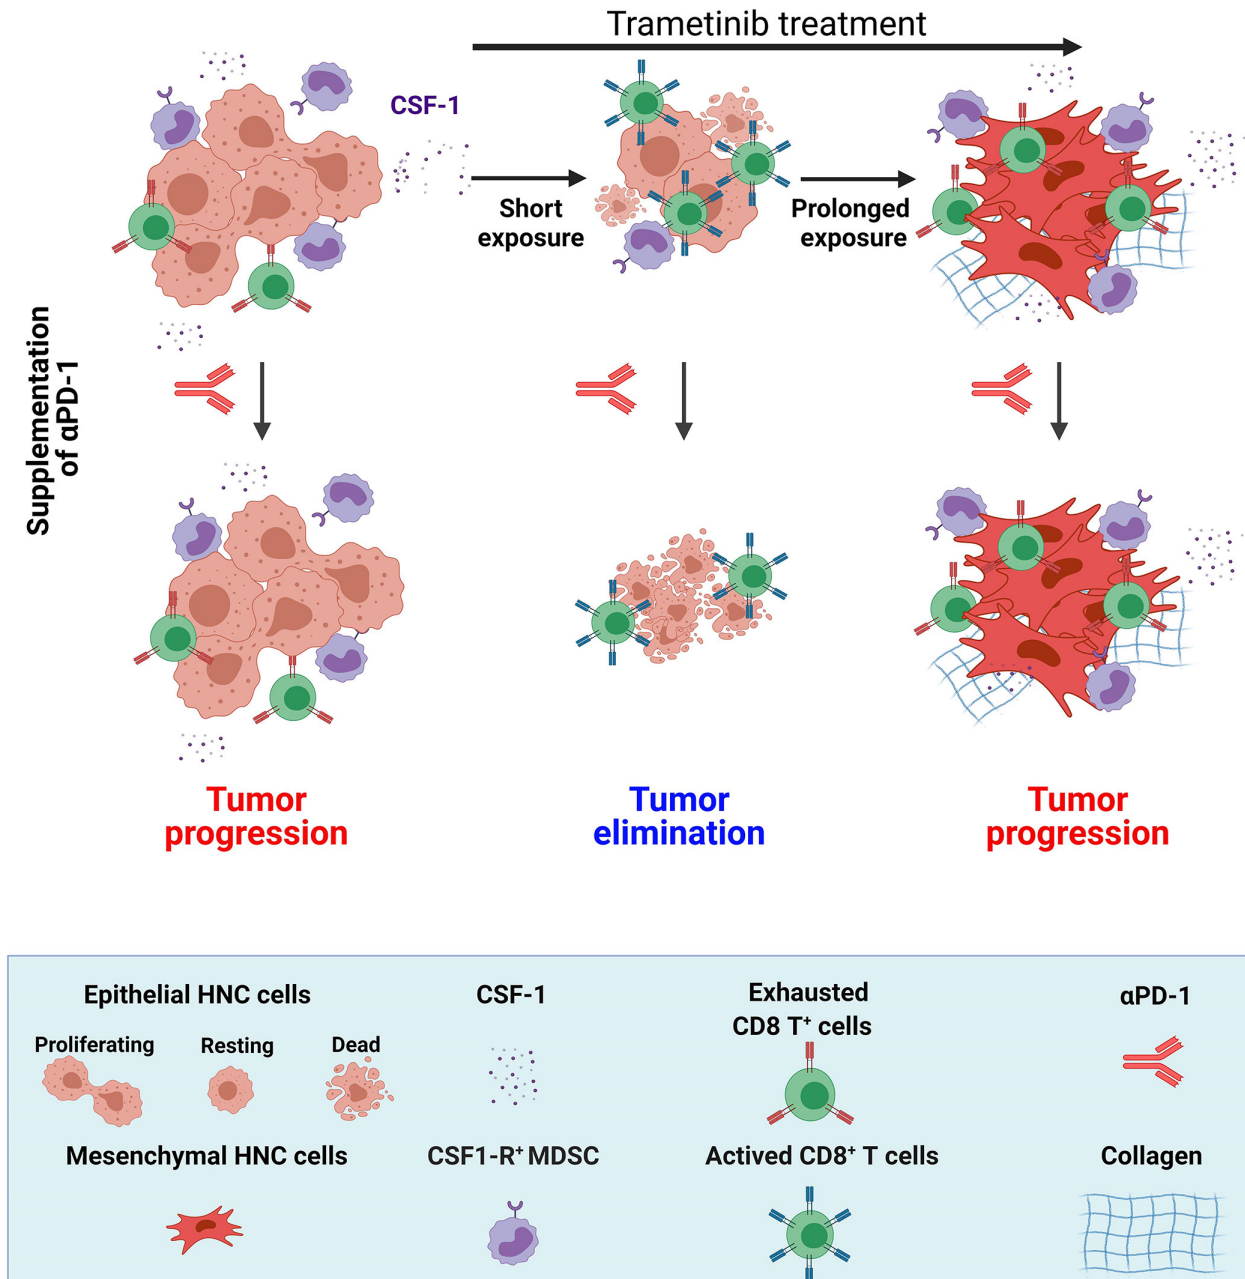 Trametinib treatment
CSF-1
Short
exposure
Prolonged
exposure
Supplementation
of αPD-1
Tumor
progression
Tumor
elimination
Tumor
progression
Epithelial HNC cells
Proliferating
Resting
Dead
CSF-1
Exhausted
CD8 T⁺ cells
αPD-1
Mesenchymal HNC cells
CSF1-R⁺ MDSC
Actived CD8⁺ T cells
Collagen